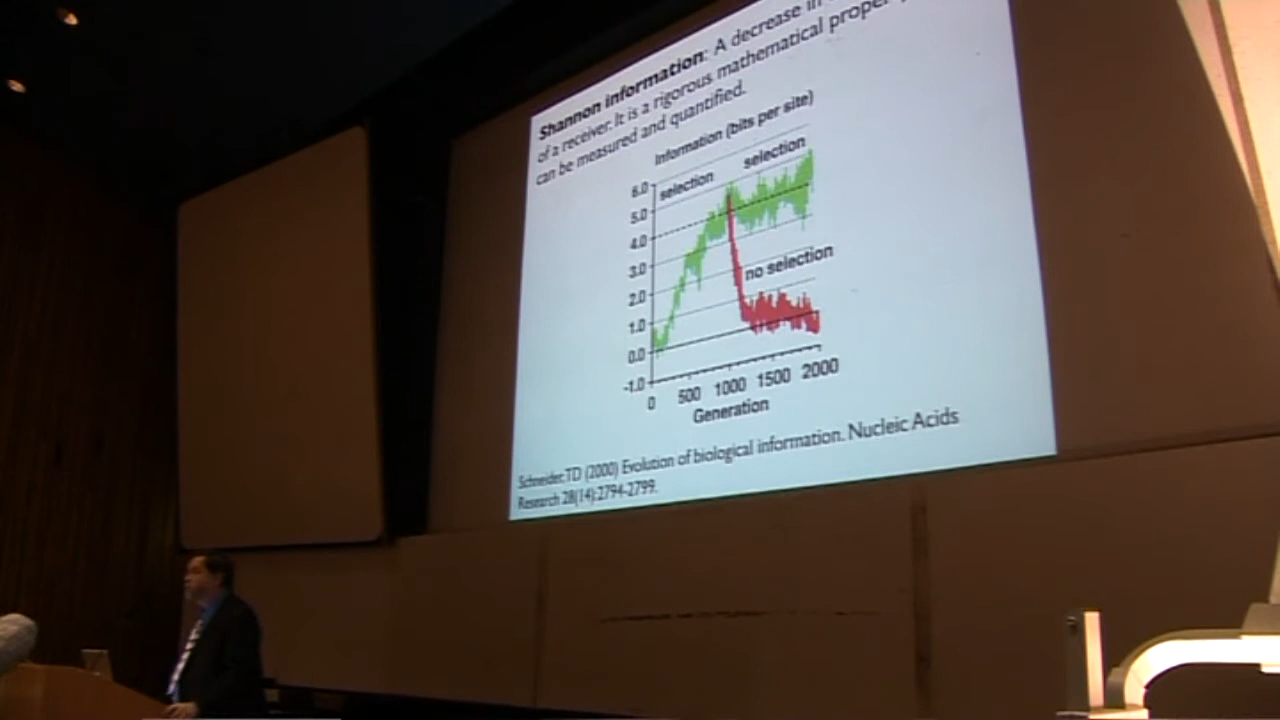 Shannon information: A decrease in
of a receiver. It is a rigorous mathematical
can be measured and quantified.
Information (bits per site)
selection
selection
6.0
5.0
4.0
3.0
no selection
2.0
1.0
0.0
-1.0
0 500 1000 1500 2000
Generation
Schneider, TD (2000) Evolution of biological information. Nucleic Acids
Research 28(14):2794-2799.